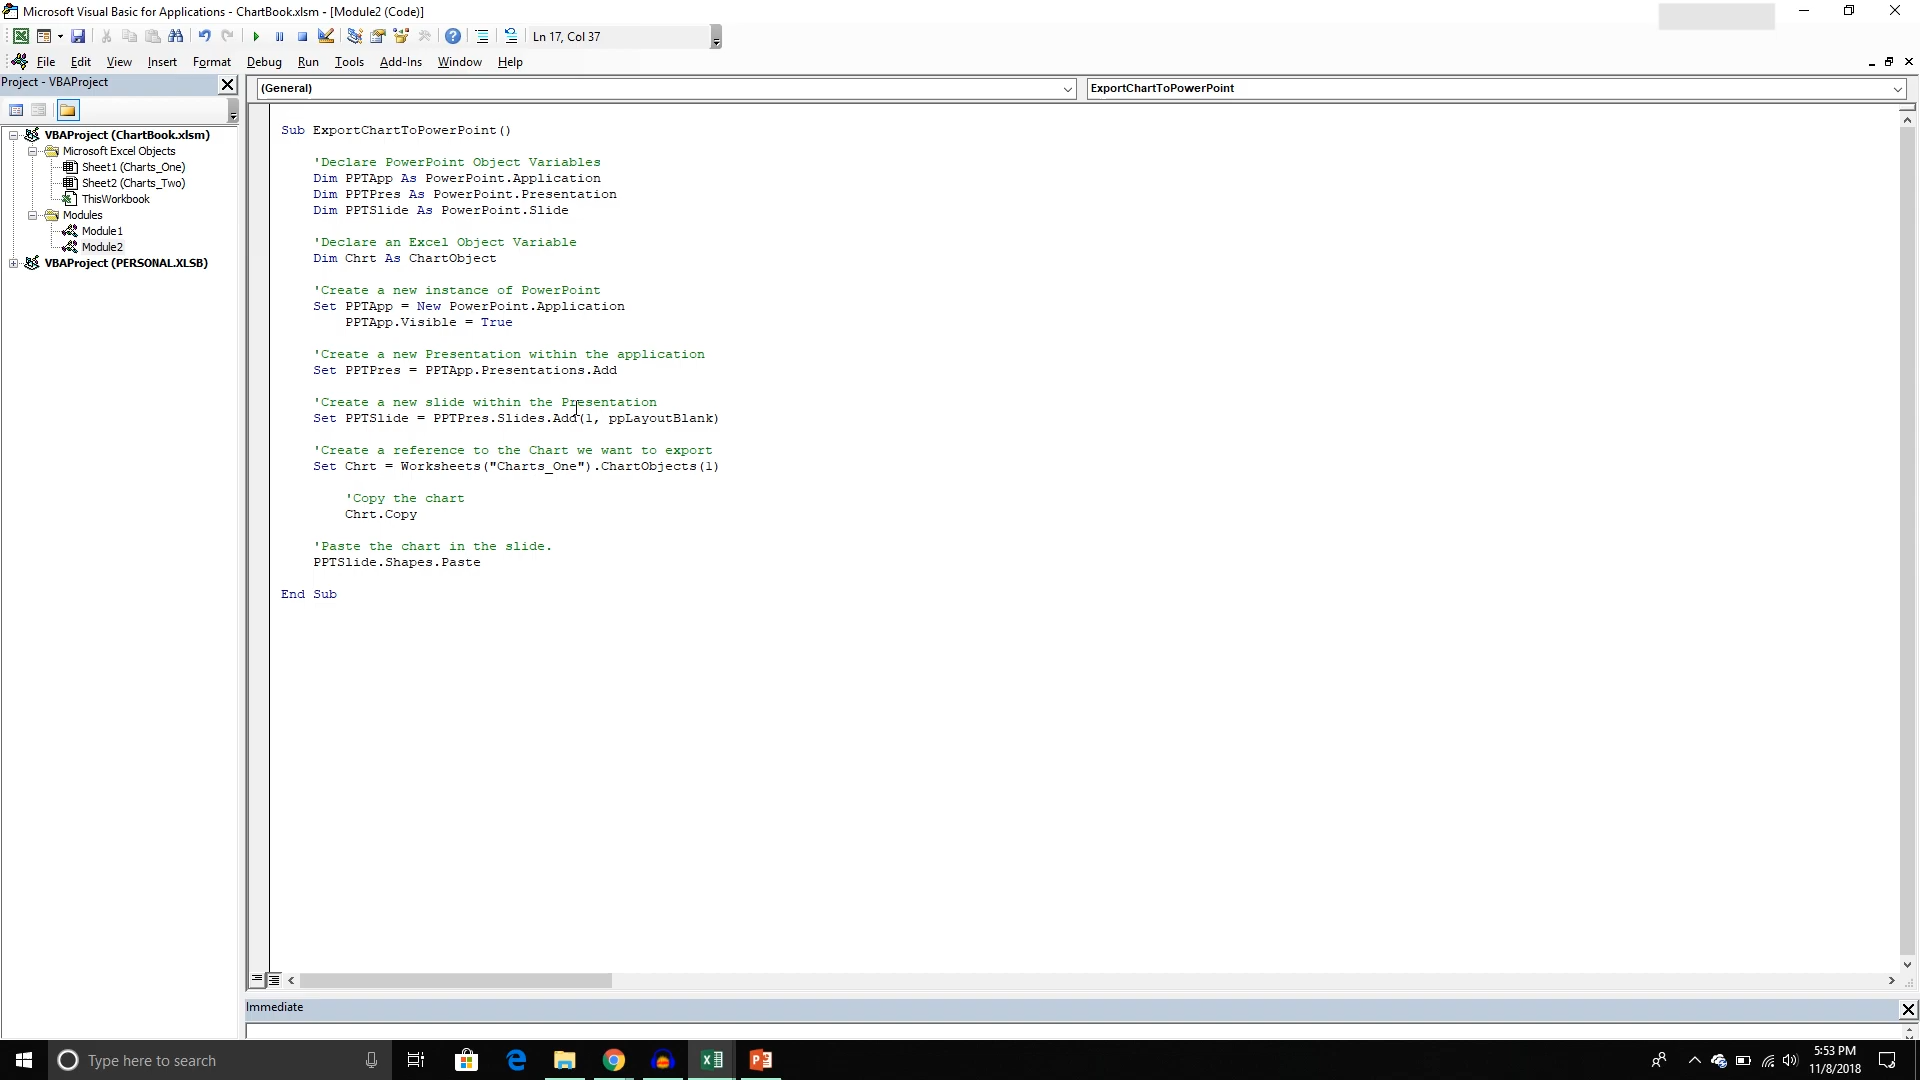 Microsoft Visual Basic for Applications - ChartBook.xlsm - [Module2 (Code)]
Ln 17, Col 37
File Edit View Insert Format Debug Run Tools Add-Ins Window Help
Project - VBAProject
(General)
ExportChartToPowerPoint
VBAProject (ChartBook.xlsm)
Microsoft Excel Objects
Sheet1 (Charts_One)
Sheet2 (Charts_Two)
ThisWorkbook
Modules
Module1
Module2
VBAProject (PERSONAL.XLSB)
Sub ExportChartToPowerPoint()
'Declare PowerPoint Object Variables
Dim PPTApp As PowerPoint.Application
Dim PPTPres As PowerPoint.Presentation
Dim PPTSlide As PowerPoint.Slide
'Declare an Excel Object Variable
Dim Chrt As ChartObject
'Create a new instance of PowerPoint
Set PPTApp = New PowerPoint.Application
PPTApp.Visible = True
'Create a new Presentation within the application
Set PPTPres = PPTApp.Presentations.Add
'Create a new slide within the Presentation
Set PPTSlide = PPTPres.Slides.Add(1, ppLayoutBlank)
'Create a reference to the Chart we want to export
Set Chrt = Worksheets("Charts_One").ChartObjects(1)
'Copy the chart
Chrt.Copy
'Paste the chart in the slide.
PPTSlide.Shapes.Paste
End Sub
Immediate
Type here to search
5:53 PM
11/8/2018